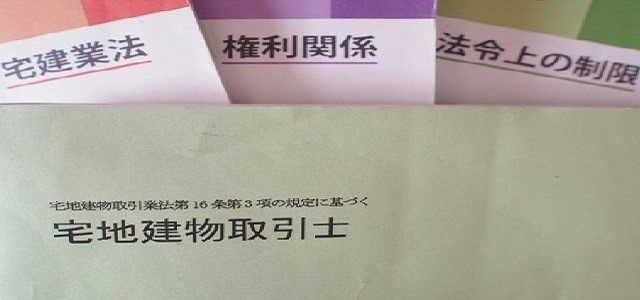 宅建業法
権利関係
法令上の制限
宅地建物取引業法第16条第3項の規定に基づく
宅地建物取引士